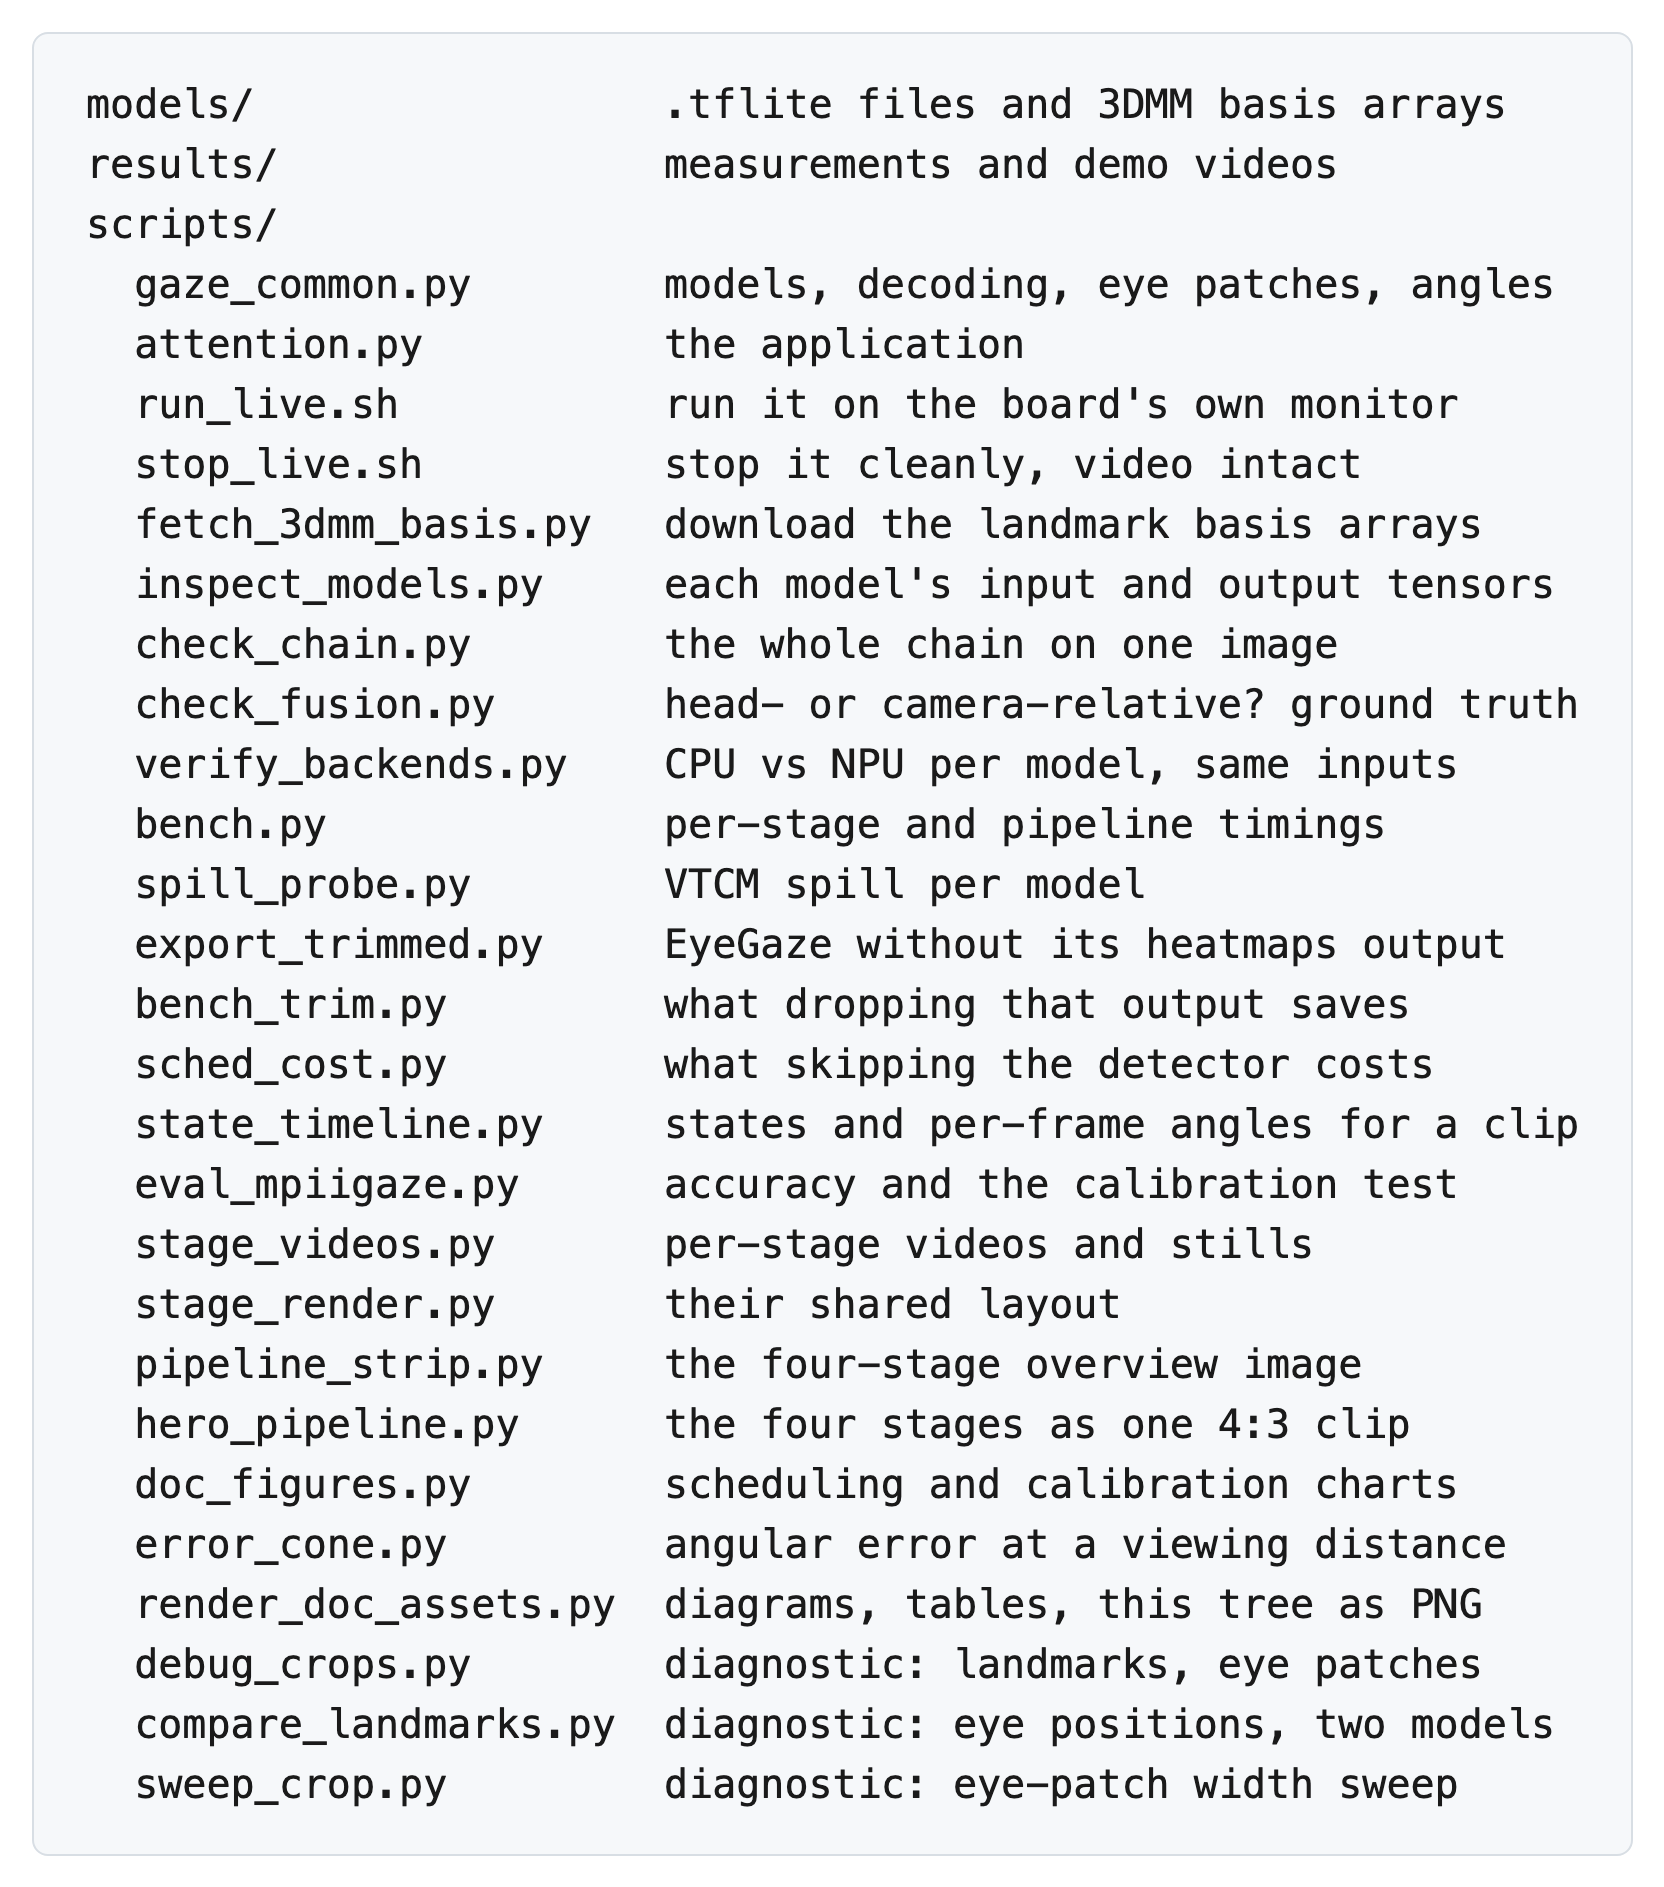 models/                 .tflite files and 3DMM basis arrays
results/                measurements and demo videos
scripts/
  gaze_common.py        models, decoding, eye patches, angles
  attention.py          the application
  run_live.sh           run it on the board's own monitor
  stop_live.sh          stop it cleanly, video intact
  fetch_3dmm_basis.py   download the landmark basis arrays
  inspect_models.py     each model's input and output tensors
  check_chain.py        the whole chain on one image
  check_fusion.py       head- or camera-relative? ground truth
  verify_backends.py    CPU vs NPU per model, same inputs
  bench.py              per-stage and pipeline timings
  spill_probe.py        VTCM spill per model
  export_trimmed.py     EyeGaze without its heatmaps output
  bench_trim.py         what dropping that output saves
  sched_cost.py         what skipping the detector costs
  state_timeline.py     states and per-frame angles for a clip
  eval_mpiigaze.py      accuracy and the calibration test
  stage_videos.py       per-stage videos and stills
  stage_render.py       their shared layout
  pipeline_strip.py     the four-stage overview image
  hero_pipeline.py      the four stages as one 4:3 clip
  doc_figures.py        scheduling and calibration charts
  error_cone.py         angular error at a viewing distance
  render_doc_assets.py  diagrams, tables, this tree as PNG
  debug_crops.py        diagnostic: landmarks, eye patches
  compare_landmarks.py  diagnostic: eye positions, two models
  sweep_crop.py         diagnostic: eye-patch width sweep